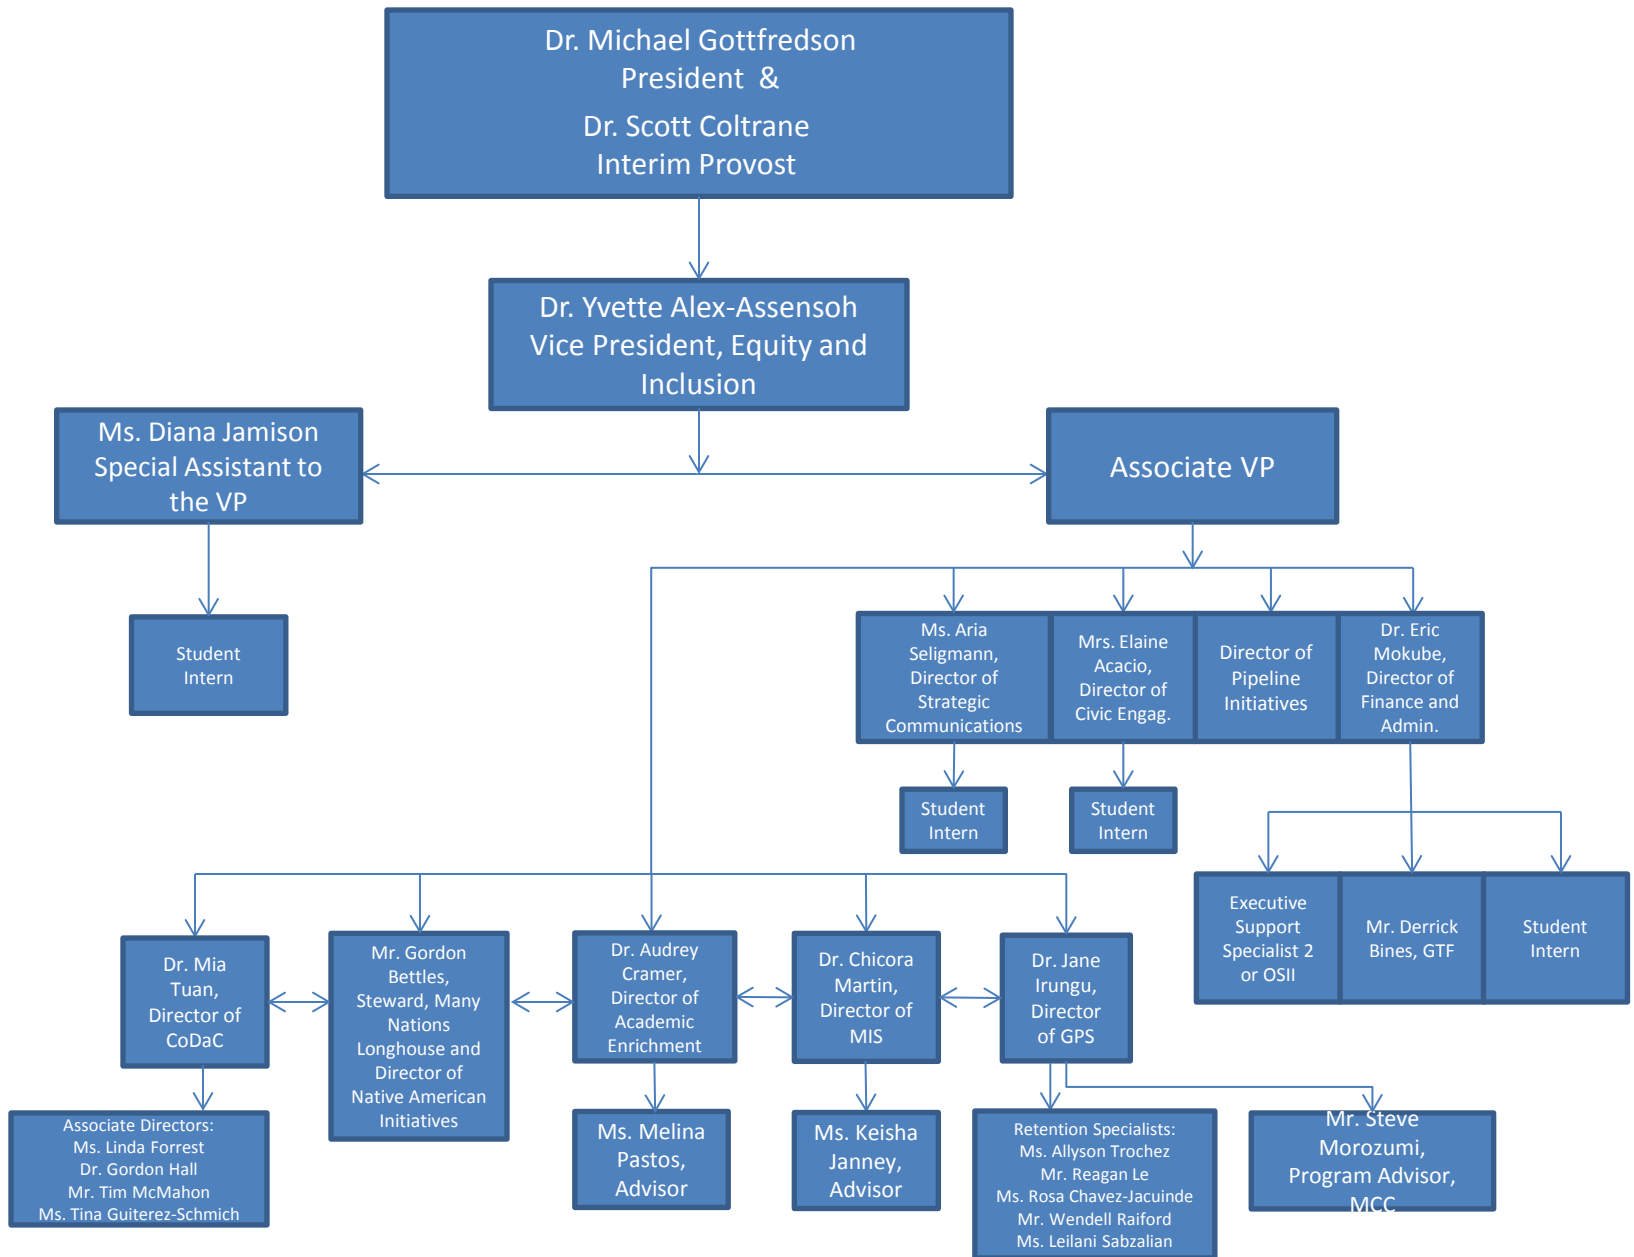 Dr. Michael Gottfredson
President &
Dr. Scott Coltrane
Interim Provost
Dr. Yvette Alex-Assensoh
Vice President, Equity and
Inclusion
Ms. Diana Jamison
Special Assistant to
the VP
Associate VP
Student
Intern
Ms. Aria
Seligmann,
Director of
Strategic
Communications
Mrs. Elaine
Acacio,
Director of
Civic Engag.
Director of
Pipeline
Initiatives
Dr. Eric
Mokube,
Director of
Finance and
Admin.
Student
Intern
Student
Intern
Executive
Support
Specialist 2
or OSII
Mr. Derrick
Bines, GTF
Student
Intern
Dr. Mia
Tuan,
Director of
CoDaC
Mr. Gordon
Bettles,
Steward, Many
Nations
Longhouse and
Director of
Native American
Initiatives
Dr. Audrey
Cramer,
Director of
Academic
Enrichment
Dr. Chicora
Martin,
Director of
MIS
Dr. Jane
Irungu,
Director
of GPS
Associate Directors:
Ms. Linda Forrest
Dr. Gordon Hall
Mr. Tim McMahon
Ms. Tina Guiterez-Schmich
Ms. Melina
Pastos,
Advisor
Ms. Keisha
Janney,
Advisor
Retention Specialists:
Ms. Allyson Trochez
Mr. Reagan Le
Ms. Rosa Chavez-Jacuinde
Mr. Wendell Raiford
Ms. Leilani Sabzalian
Mr. Steve
Morozumi,
Program Advisor,
MCC